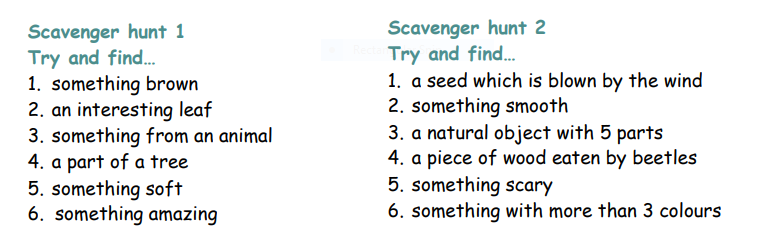 Scavenger hunt 1
Try and find...
1. something brown
2. an interesting leaf
3. something from an animal
4. a part of a tree
5. something soft
6. something amazing
Scavenger hunt 2
Try and find...
1. a seed which is blown by the wind
2. something smooth
3. a natural object with 5 parts
4. a piece of wood eaten by beetles
5. something scary
6. something with more than 3 colours